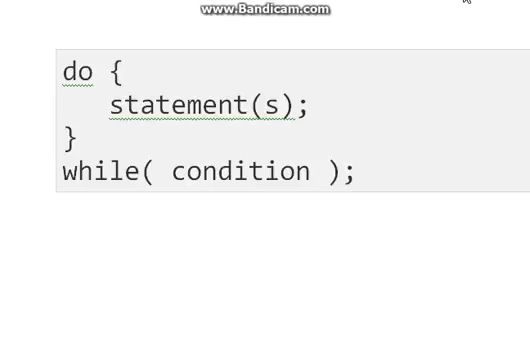 www.Bandicam.com
do {
statement(s);
}
while( condition );